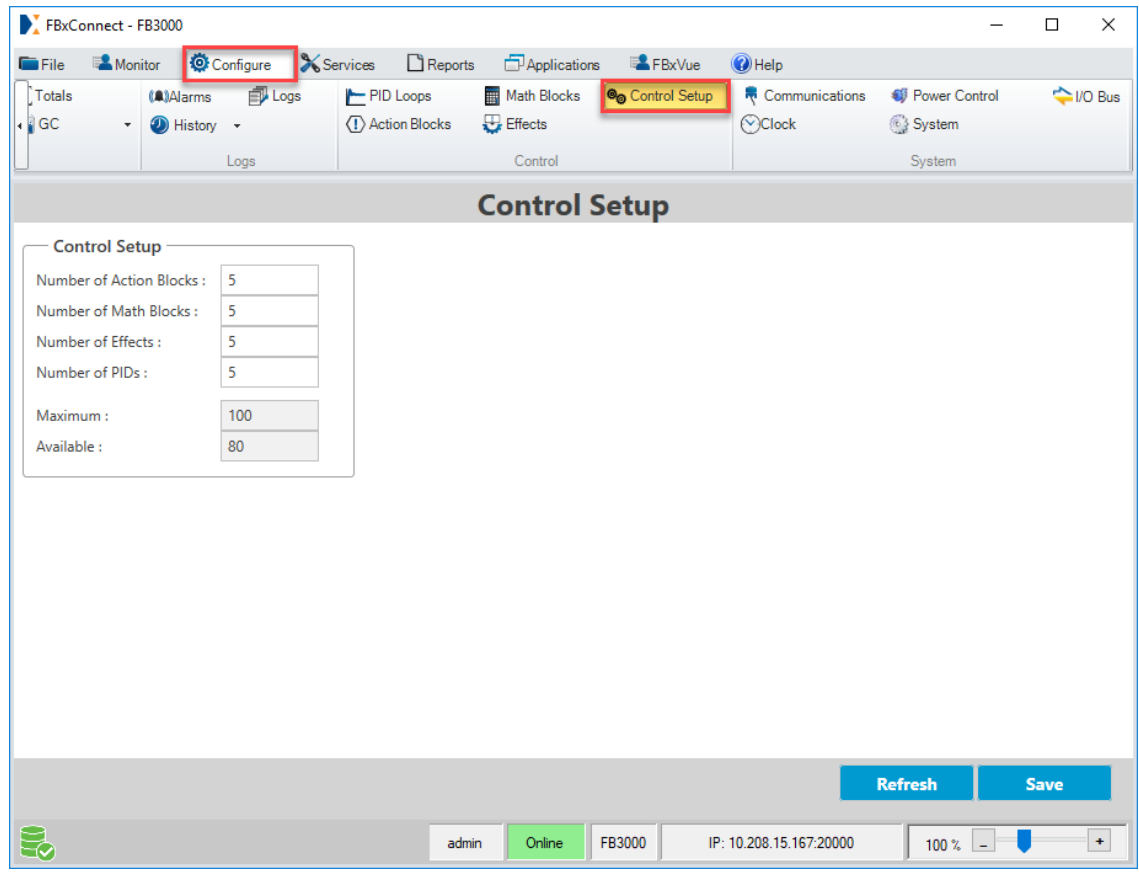 FBxConnect - FB3000
File Monitor Configure Services Reports Applications FBxVue Help
Totals Alarms Logs PID Loops Math Blocks Control Setup Communications Power Control I/O Bus
GC History Action Blocks Effects Clock System
Logs Control System
Control Setup
Control Setup
Number of Action Blocks : 5
Number of Math Blocks : 5
Number of Effects : 5
Number of PIDs : 5
Maximum : 100
Available : 80
Refresh Save
admin Online FB3000 IP: 10.208.15.167:20000 100 % - +